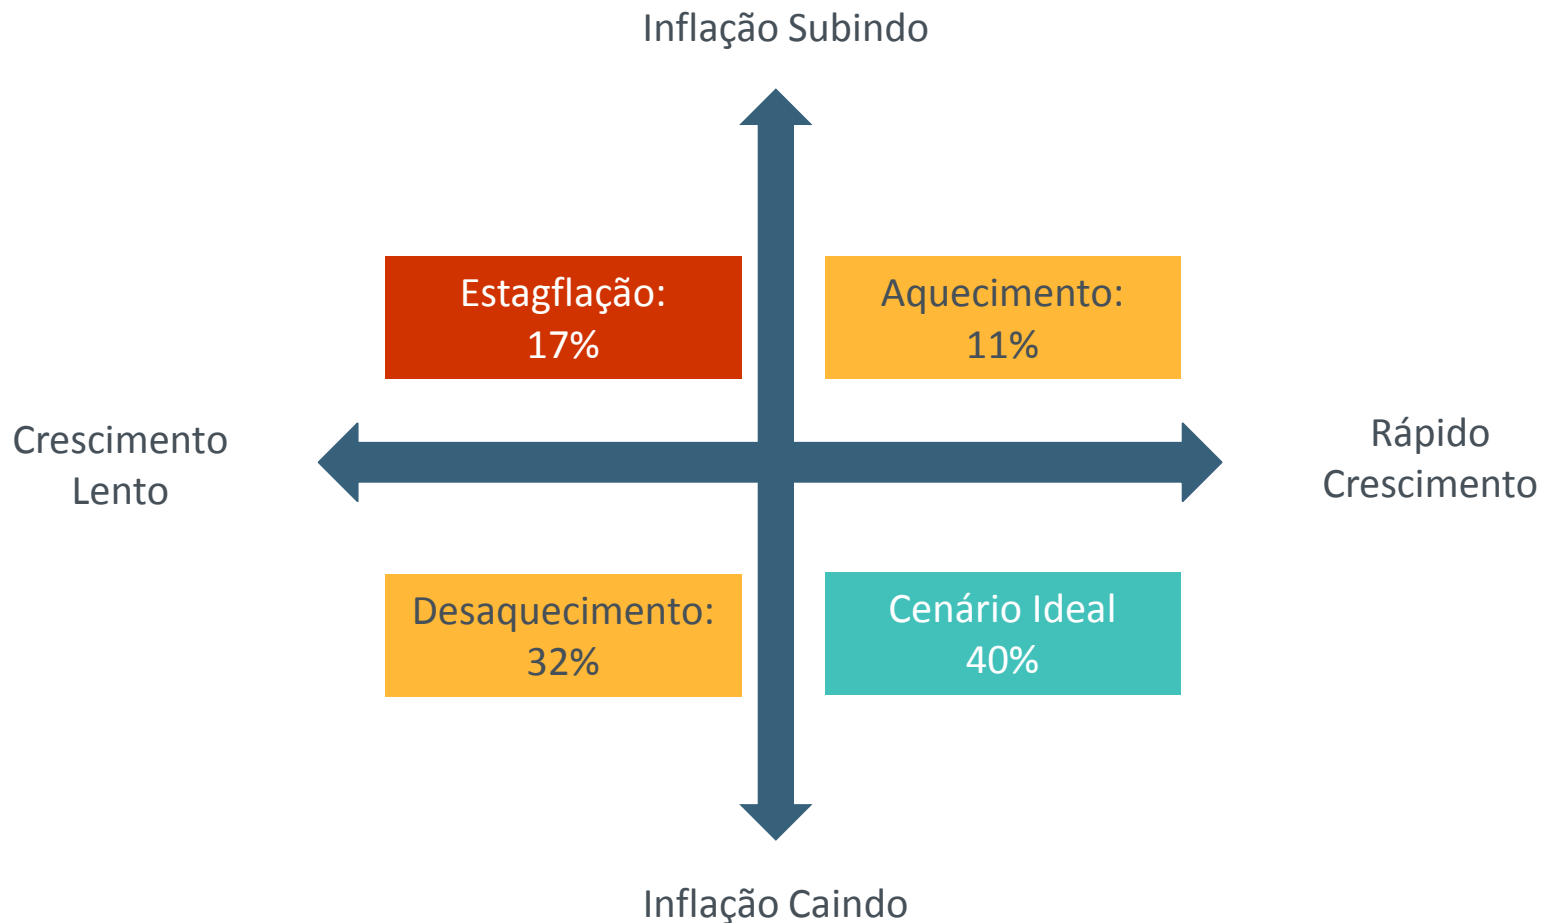 Inflação Subindo
Estagflação:
17%
Aquecimento:
11%
Crescimento
Lento
Rápido
Crescimento
Desaquecimento:
32%
Cenário Ideal
40%
Inflação Caindo